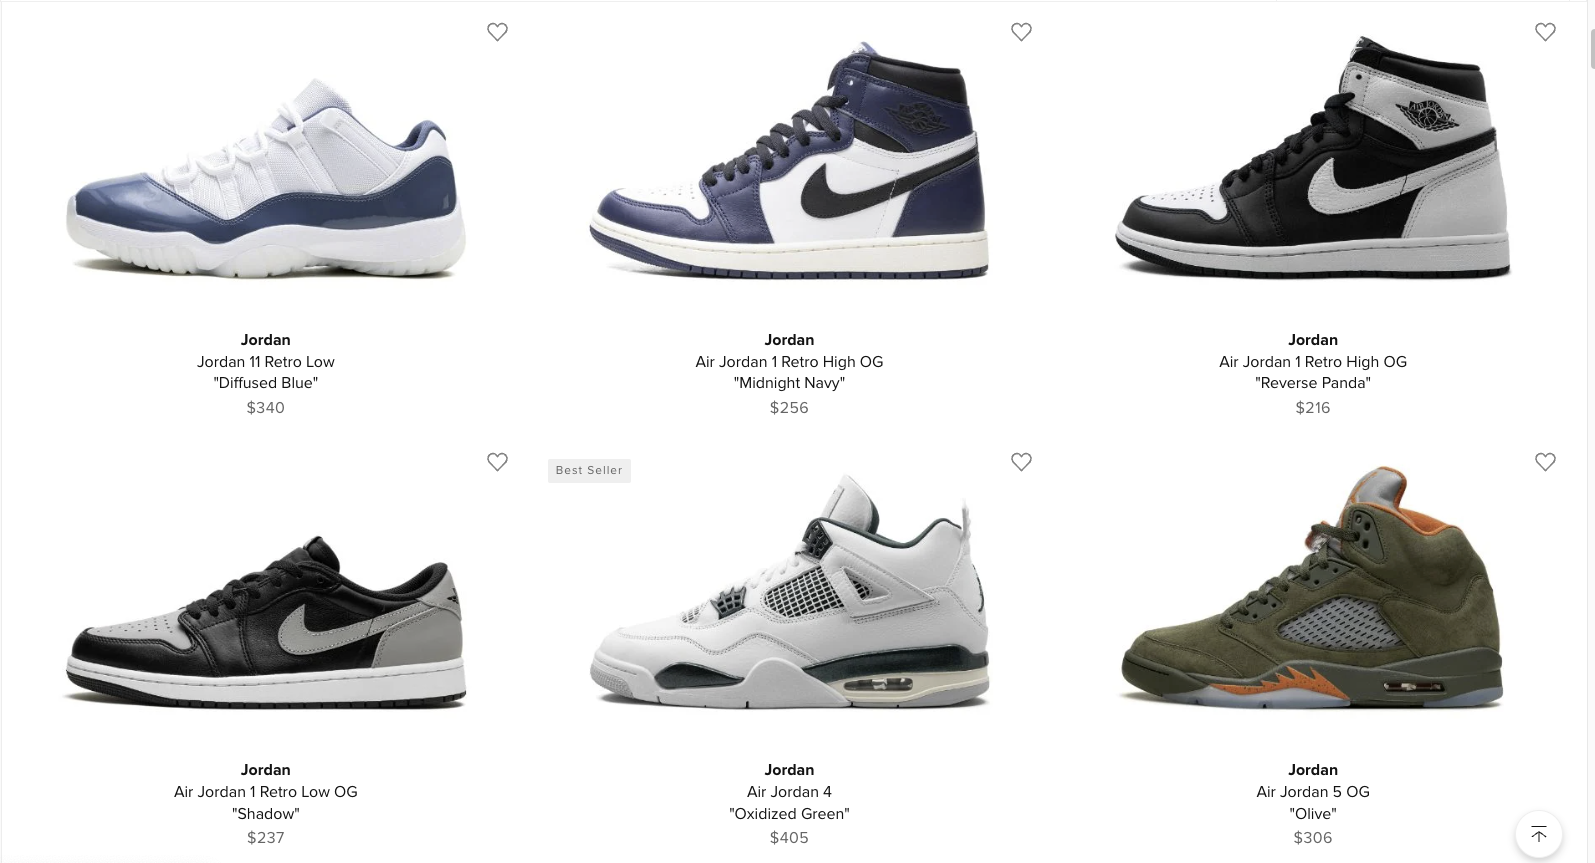 Jordan
Jordan 11 Retro Low
"Diffused Blue"
$340
Jordan
Air Jordan 1 Retro High OG
"Midnight Navy"
$256
Jordan
Air Jordan 1 Retro High OG
"Reverse Panda"
$216
Jordan
Air Jordan 1 Retro Low OG
"Shadow"
$237
Best Seller
Jordan
Air Jordan 4
"Oxidized Green"
$405
Jordan
Air Jordan 5 OG
"Olive"
$306